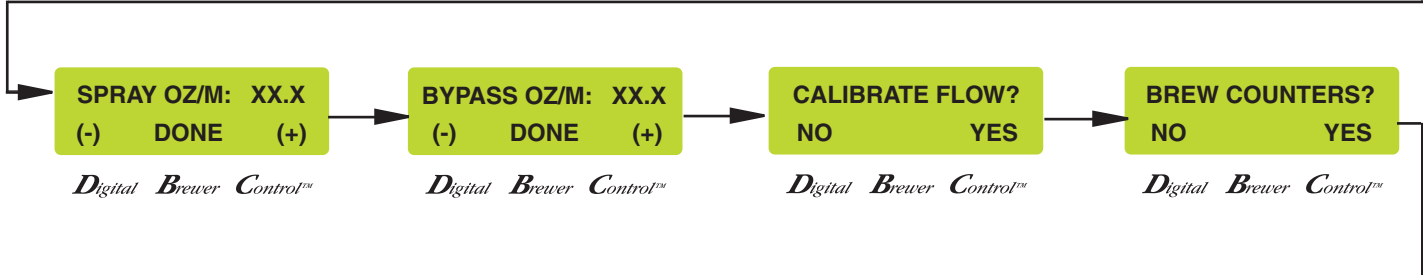 SPRAY OZ/M: XX.X
(-) DONE (+)
Digital Brewer Control™
BYPASS OZ/M: XX.X
(-) DONE (+)
Digital Brewer Control™
CALIBRATE FLOW?
NO YES
Digital Brewer Control™
BREW COUNTERS?
NO YES
Digital Brewer Control™